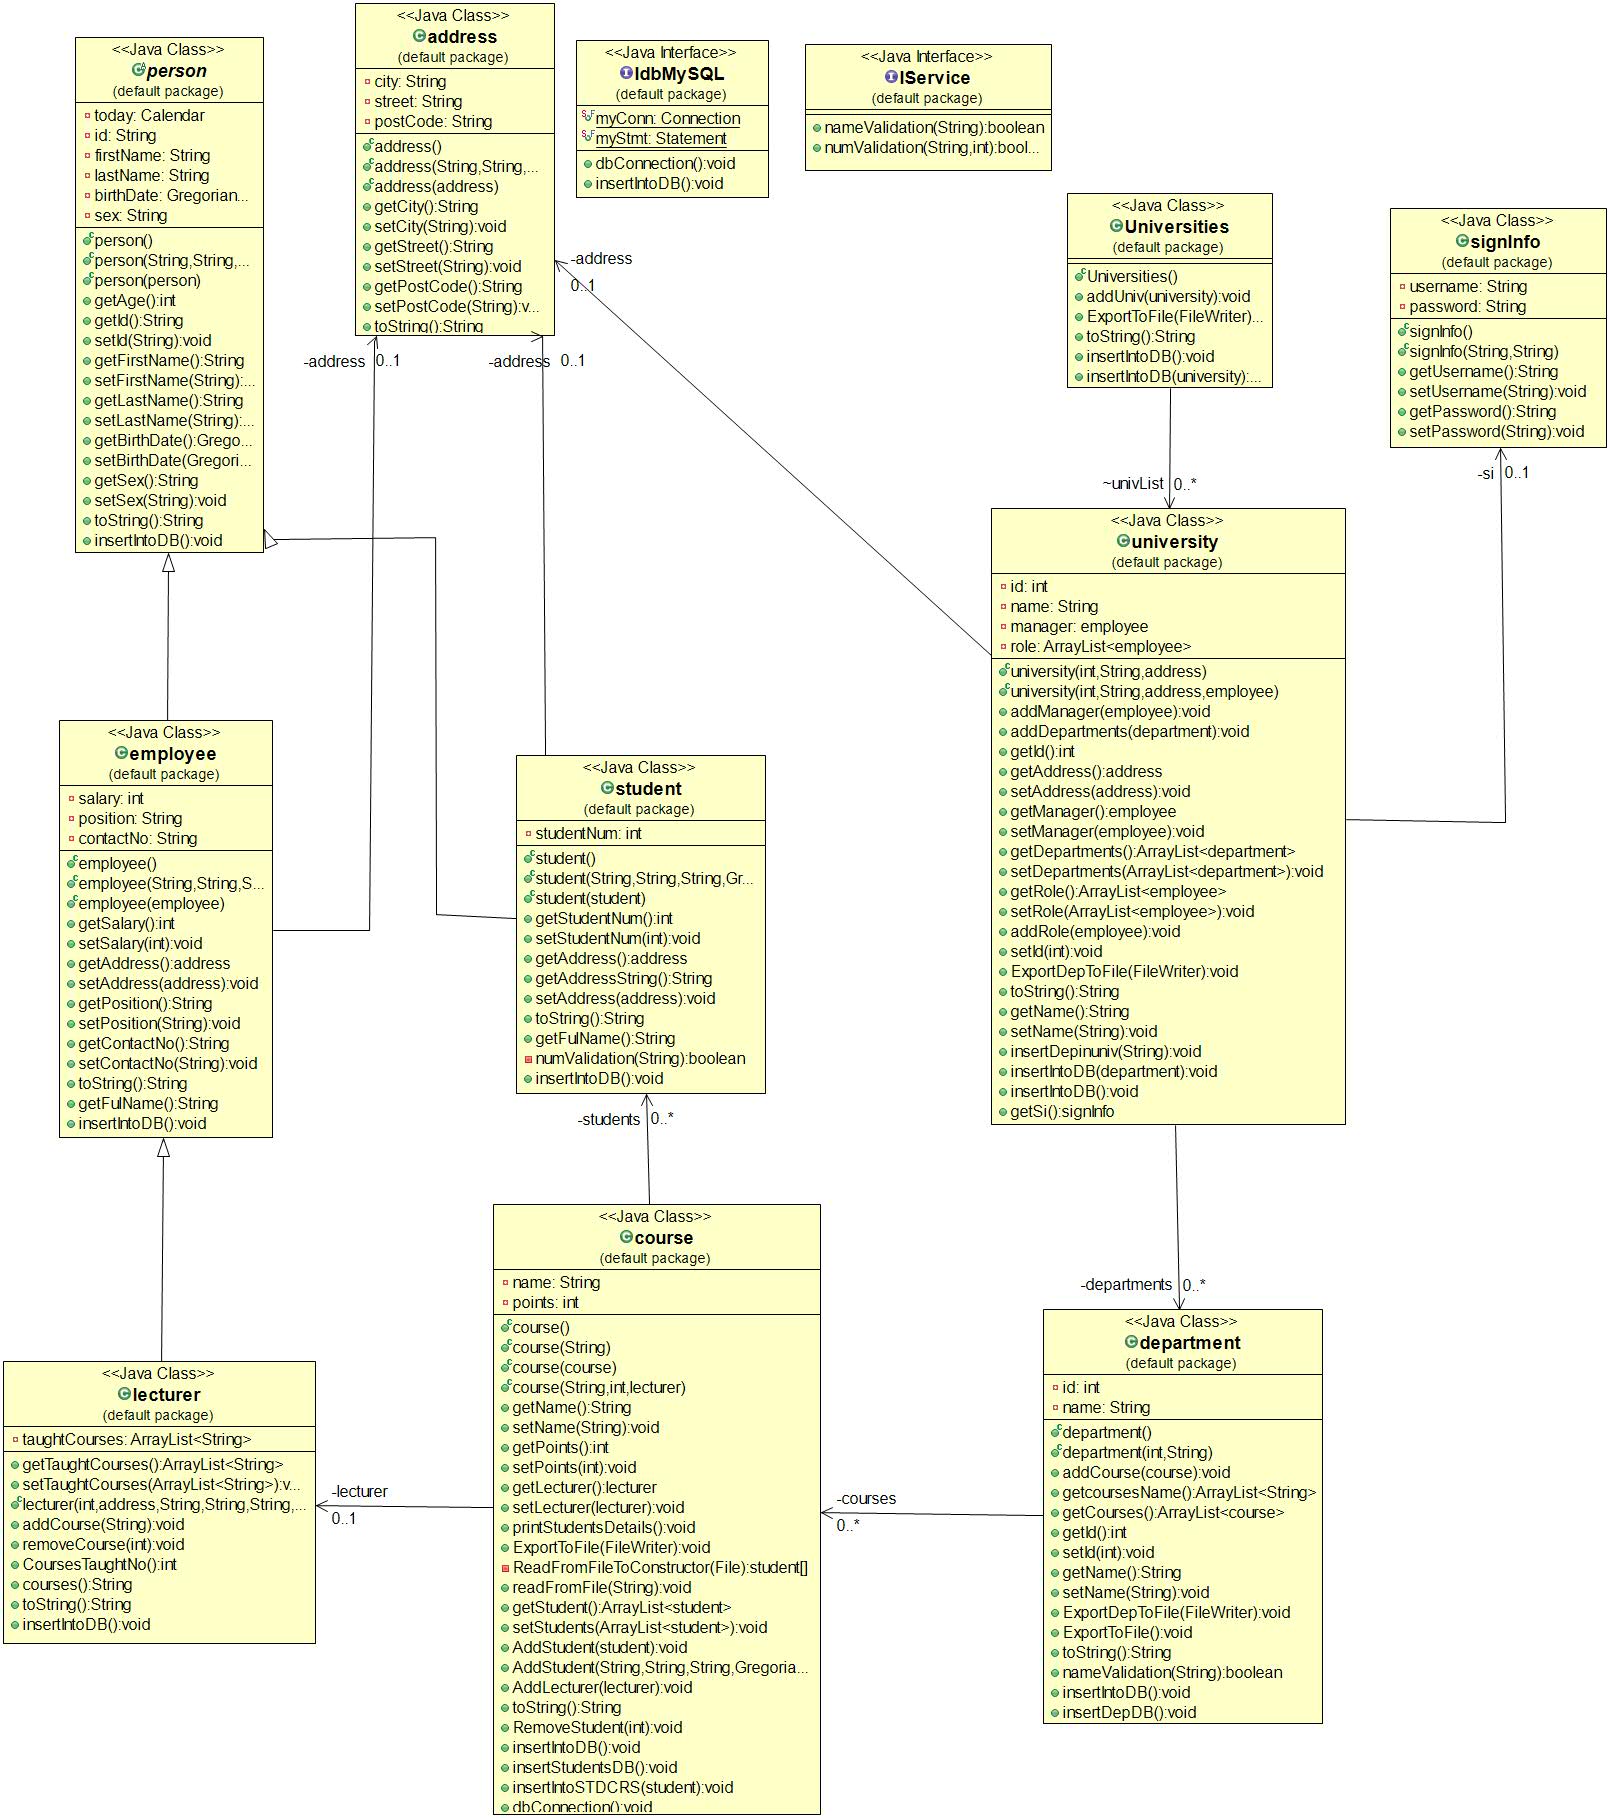 <<Java Class>>
person
(default package)
today: Calendar
id: String
firstName: String
lastName: String
birthDate: Gregorian...
sex: String
person()
person(String,String,...
person(person)
getAge():int
getId():String
setId(String):void
getFirstName():String
setFirstName(String):...
getLastName():String
setLastName(String):...
getBirthDate():Grego...
setBirthDate(Gregori...
getSex():String
setSex(String):void
toString():String
insertIntoDB():void
<<Java Class>>
address
(default package)
city: String
street: String
postCode: String
address()
address(String,String,...
address(address)
getCity():String
setCity(String):void
getStreet():String
setStreet(String):void
getPostCode():String
setPostCode(String):v...
toString():String
<<Java Interface>>
IdbMySQL
(default package)
myConn: Connection
myStmt: Statement
dbConnection():void
insertIntoDB():void
<<Java Interface>>
IService
(default package)
nameValidation(String):boolean
numValidation(String,int):bool...
<<Java Class>>
Universities
(default package)
Universities()
addUniv(university):void
ExportToFile(FileWriter)...
toString():String
insertIntoDB():void
insertIntoDB(university):...
<<Java Class>>
signInfo
(default package)
username: String
password: String
signInfo()
signInfo(String,String)
getUsername():String
setUsername(String):void
getPassword():String
setPassword(String):void
-address
0..1
-address 0..1
-address 0..1
~univList 0..*
-si 0..1
<<Java Class>>
university
(default package)
id: int
name: String
manager: employee
role: ArrayList<employee>
university(int,String,address)
university(int,String,address,employee)
addManager(employee):void
addDepartments(department):void
getId():int
getAddress():address
setAddress(address):void
getManager():employee
setManager(employee):void
getDepartments():ArrayList<department>
setDepartments(ArrayList<department>):void
getRole():ArrayList<employee>
setRole(ArrayList<employee>):void
addRole(employee):void
setId(int):void
ExportDepToFile(FileWriter):void
toString():String
getName():String
setName(String):void
insertDepinuniv(String):void
insertIntoDB(department):void
insertIntoDB():void
getSi():signInfo
<<Java Class>>
employee
(default package)
salary: int
position: String
contactNo: String
employee()
employee(String,String,S...
employee(employee)
getSalary():int
setSalary(int):void
getAddress():address
setAddress(address):void
getPosition():String
setPosition(String):void
getContactNo():String
setContactNo(String):void
toString():String
getFulName():String
insertIntoDB():void
<<Java Class>>
student
(default package)
studentNum: int
student()
student(String,String,String,Gr...
student(student)
getStudentNum():int
setStudentNum(int):void
getAddress():address
getAddressString():String
setAddress(address):void
toString():String
getFulName():String
numValidation(String):boolean
insertIntoDB():void
-students 0..*
-departments 0..*
<<Java Class>>
course
(default package)
name: String
points: int
course()
course(String)
course(course)
course(String,int,lecturer)
getName():String
setName(String):void
getPoints():int
setPoints(int):void
getLecturer():lecturer
setLecturer(lecturer):void
printStudentsDetails():void
ExportToFile(FileWriter):void
ReadFromFileToConstructor(File):student[]
readFromFile(String):void
getStudent():ArrayList<student>
setStudents(ArrayList<student>):void
AddStudent(student):void
AddStudent(String,String,String,Gregoria...
AddLecturer(lecturer):void
toString():String
RemoveStudent(int):void
insertIntoDB():void
insertStudentsDB():void
insertIntoSTDCRS(student):void
dbConnection():void
<<Java Class>>
lecturer
(default package)
taughtCourses: ArrayList<String>
getTaughtCourses():ArrayList<String>
setTaughtCourses(ArrayList<String>):v...
lecturer(int,address,String,String,String,...
addCourse(String):void
removeCourse(int):void
CoursesTaughtNo():int
courses():String
toString():String
insertIntoDB():void
-lecturer
0..1
-courses
0..*
<<Java Class>>
department
(default package)
id: int
name: String
department()
department(int,String)
addCourse(course):void
getcoursesName():ArrayList<String>
getCourses():ArrayList<course>
getId():int
setId(int):void
getName():String
setName(String):void
ExportDepToFile(FileWriter):void
ExportToFile():void
toString():String
nameValidation(String):boolean
insertIntoDB():void
insertDepDB():void